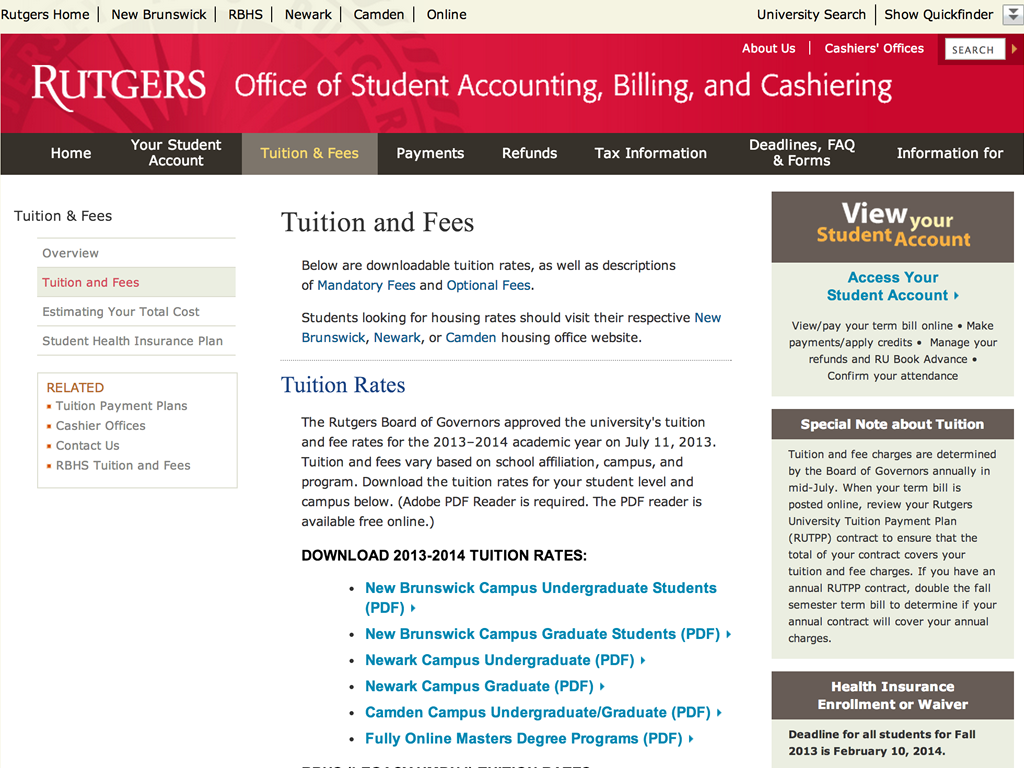 Rutgers Home | New Brunswick | RBHS | Newark | Camden | Online
University Search | Show Quickfinder
About Us | Cashiers' Offices
SEARCH
RUTGERS Office of Student Accounting, Billing, and Cashiering
Home
Your Student
Account
Tuition & Fees
Payments
Refunds
Tax Information
Deadlines, FAQ
& Forms
Information for
Tuition & Fees
Overview
Tuition and Fees
Estimating Your Total Cost
Student Health Insurance Plan
RELATED
Tuition Payment Plans
Cashier Offices
Contact Us
RBHS Tuition and Fees
Tuition and Fees
Below are downloadable tuition rates, as well as descriptions
of Mandatory Fees and Optional Fees.
Students looking for housing rates should visit their respective New
Brunswick, Newark, or Camden housing office website.
Tuition Rates
The Rutgers Board of Governors approved the university's tuition
and fee rates for the 2013–2014 academic year on July 11, 2013.
Tuition and fees vary based on school affiliation, campus, and
program. Download the tuition rates for your student level and
campus below. (Adobe PDF Reader is required. The PDF reader is
available free online.)
DOWNLOAD 2013-2014 TUITION RATES:
• New Brunswick Campus Undergraduate Students
(PDF)
• New Brunswick Campus Graduate Students (PDF)
• Newark Campus Undergraduate (PDF)
• Newark Campus Graduate (PDF)
• Camden Campus Undergraduate/Graduate (PDF)
• Fully Online Masters Degree Programs (PDF)
View your
Student Account
Access Your
Student Account
View/pay your term bill online • Make
payments/apply credits • Manage your
refunds and RU Book Advance •
Confirm your attendance
Special Note about Tuition
Tuition and fee charges are determined
by the Board of Governors annually in
mid-July. When your term bill is
posted online, review your Rutgers
University Tuition Payment Plan
(RUTPP) contract to ensure that the
total of your contract covers your
tuition and fee charges. If you have an
annual RUTPP contract, double the fall
semester term bill to determine if your
annual contract will cover your annual
charges.
Health Insurance
Enrollment or Waiver
Deadline for all students for Fall
2013 is February 10, 2014.